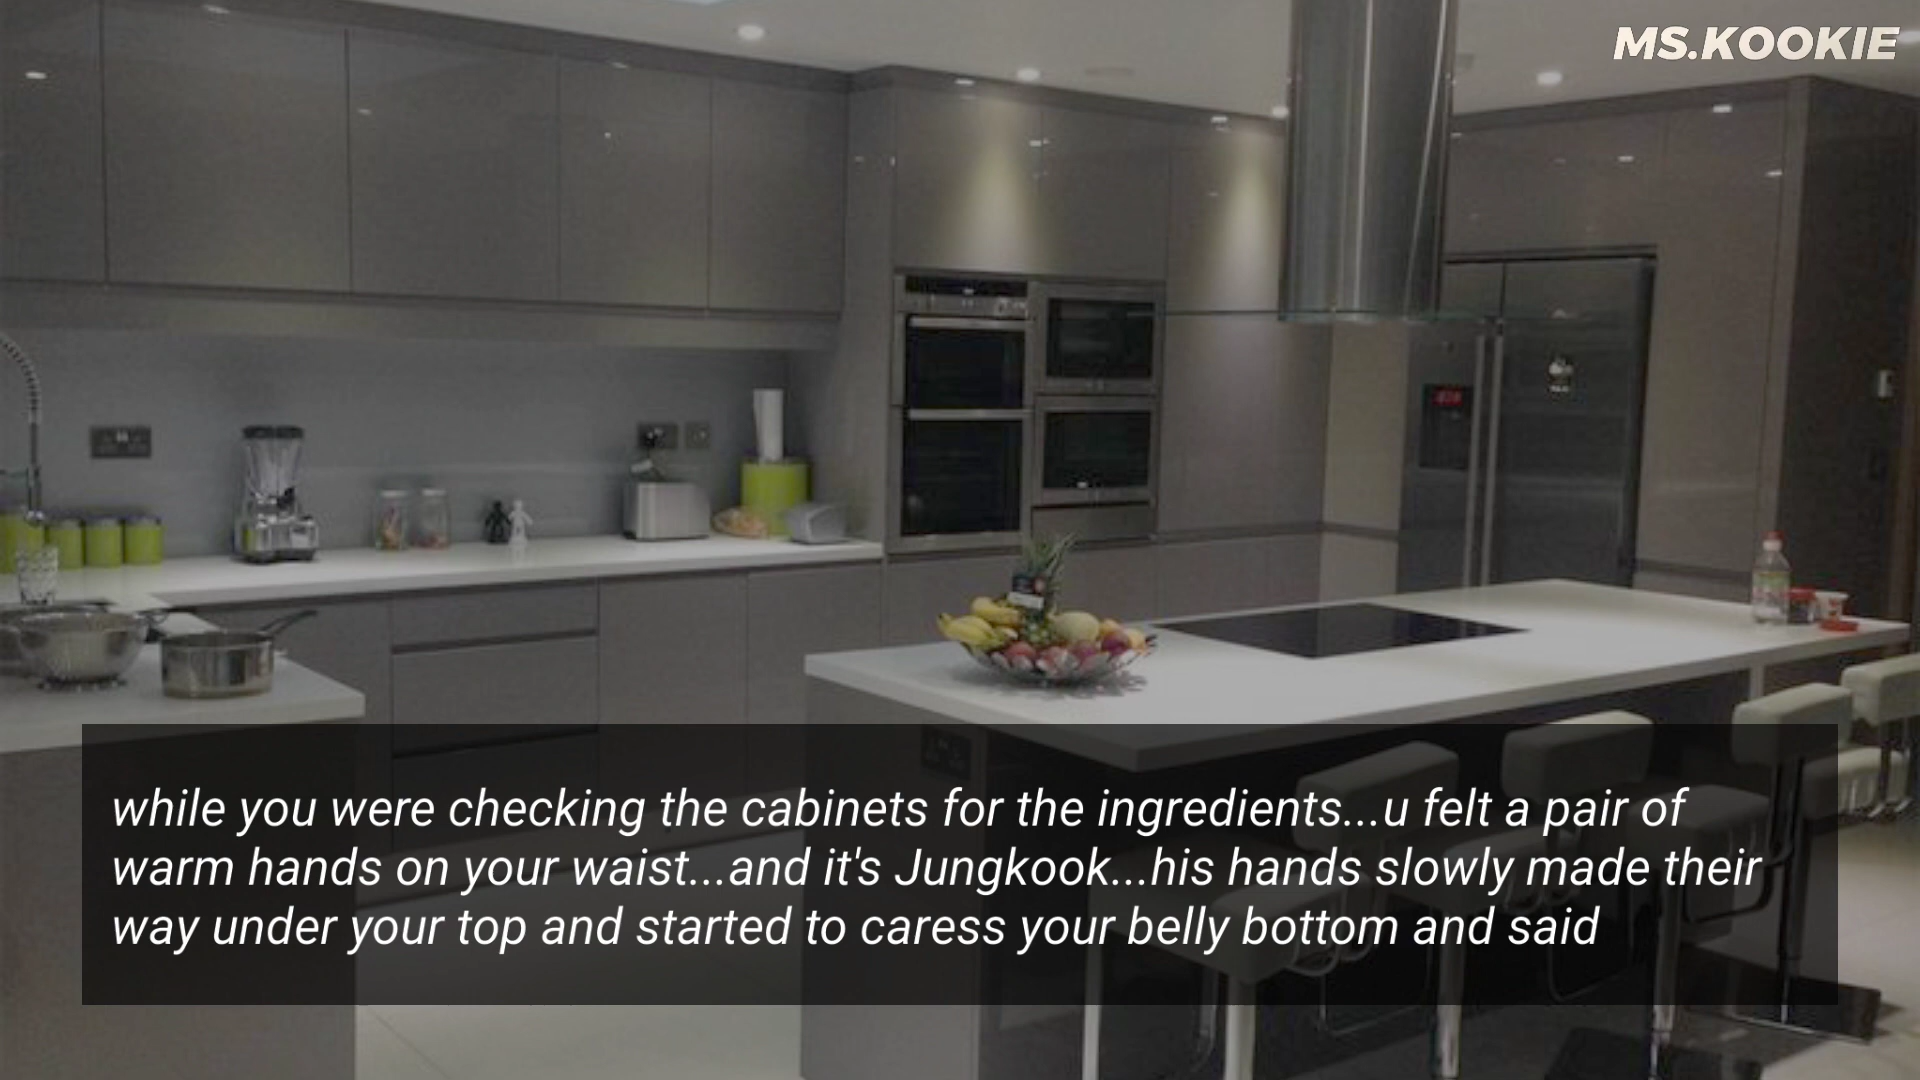 MS.KOOKIE
while you were checking the cabinets for the ingredients...u felt a pair of
warm hands on your waist...and it's Jungkook...his hands slowly made their
way under your top and started to caress your belly bottom and said